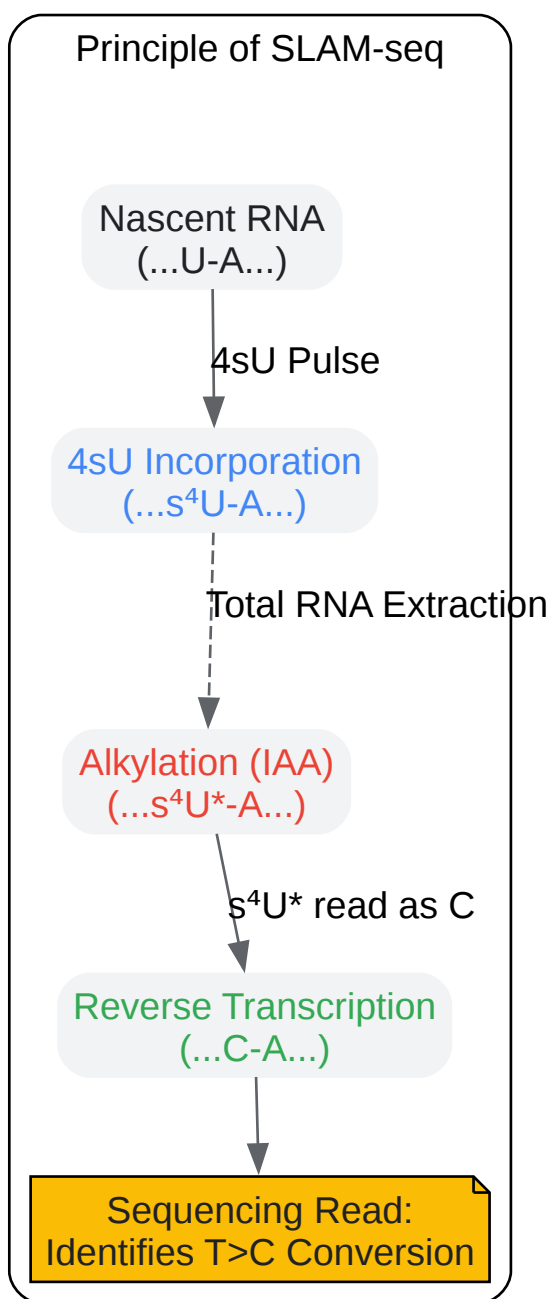 Principle of SLAM-seq
Nascent RNA
(...U-A...)
4sU Pulse
4sU Incorporation
(...s⁴U-A...)
Total RNA Extraction
Alkylation (IAA)
(...s⁴U*-A...)
s⁴U* read as C
Reverse Transcription
(...C-A...)
Sequencing Read:
Identifies T>C Conversion